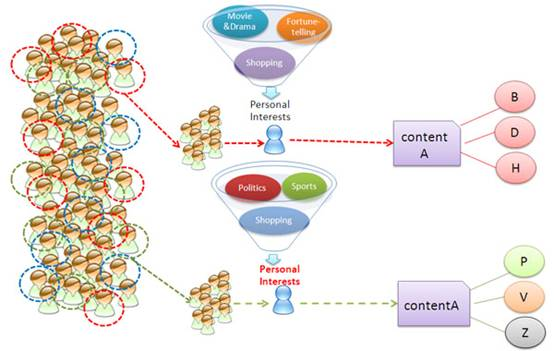 Movie
&Drama
Fortune-
telling
Shopping
Personal
Interests
content
A
B
D
H
Politics
Sports
Shopping
Personal
Interests
contentA
P
V
Z